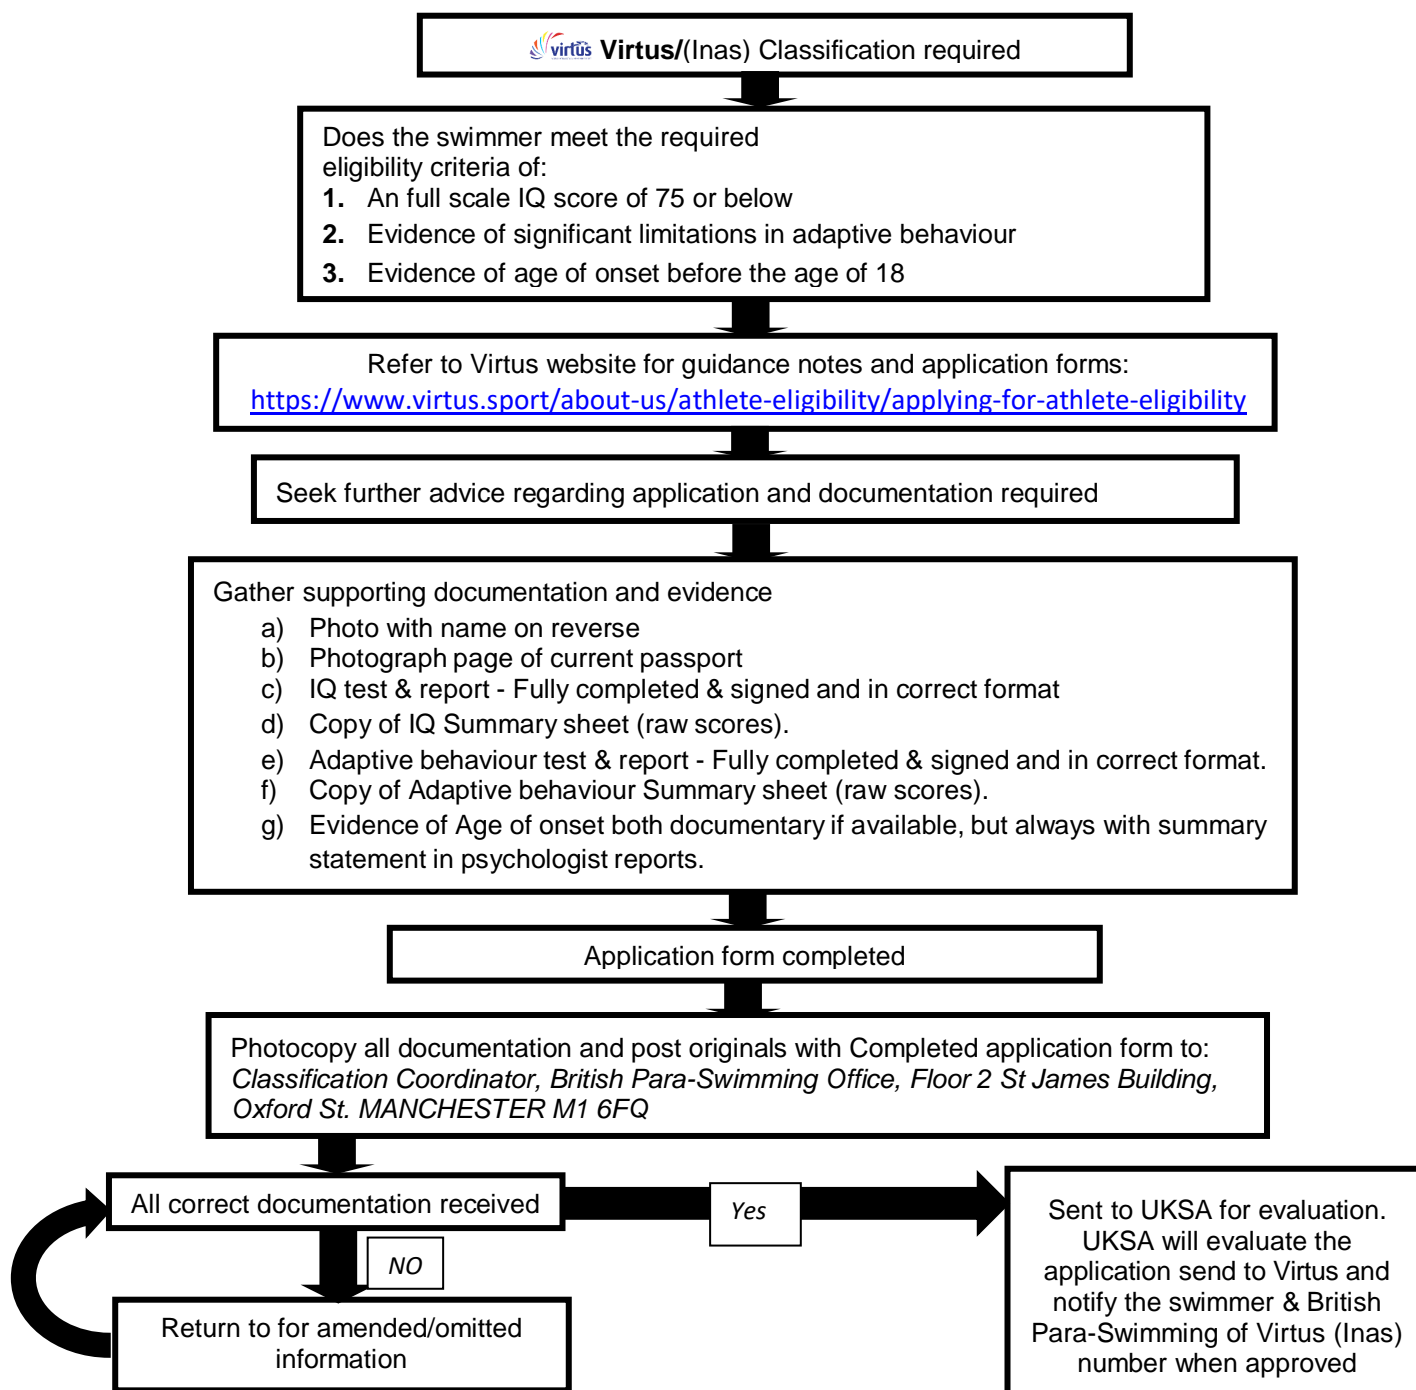 virtus Virtus/(Inas) Classification required
Does the swimmer meet the required
eligibility criteria of:
1. An full scale IQ score of 75 or below
2. Evidence of significant limitations in adaptive behaviour
3. Evidence of age of onset before the age of 18
Refer to Virtus website for guidance notes and application forms:
https://www.virtus.sport/about-us/athlete-eligibility/applying-for-athlete-eligibility
Seek further advice regarding application and documentation required
Gather supporting documentation and evidence
a) Photo with name on reverse
b) Photograph page of current passport
c) IQ test & report - Fully completed & signed and in correct format
d) Copy of IQ Summary sheet (raw scores).
e) Adaptive behaviour test & report - Fully completed & signed and in correct format.
f) Copy of Adaptive behaviour Summary sheet (raw scores).
g) Evidence of Age of onset both documentary if available, but always with summary
statement in psychologist reports.
Application form completed
Photocopy all documentation and post originals with Completed application form to:
Classification Coordinator, British Para-Swimming Office, Floor 2 St James Building,
Oxford St. MANCHESTER M1 6FQ
All correct documentation received
Yes
NO
Return to for amended/omitted
information
Sent to UKSA for evaluation.
UKSA will evaluate the
application send to Virtus and
notify the swimmer & British
Para-Swimming of Virtus (Inas)
number when approved